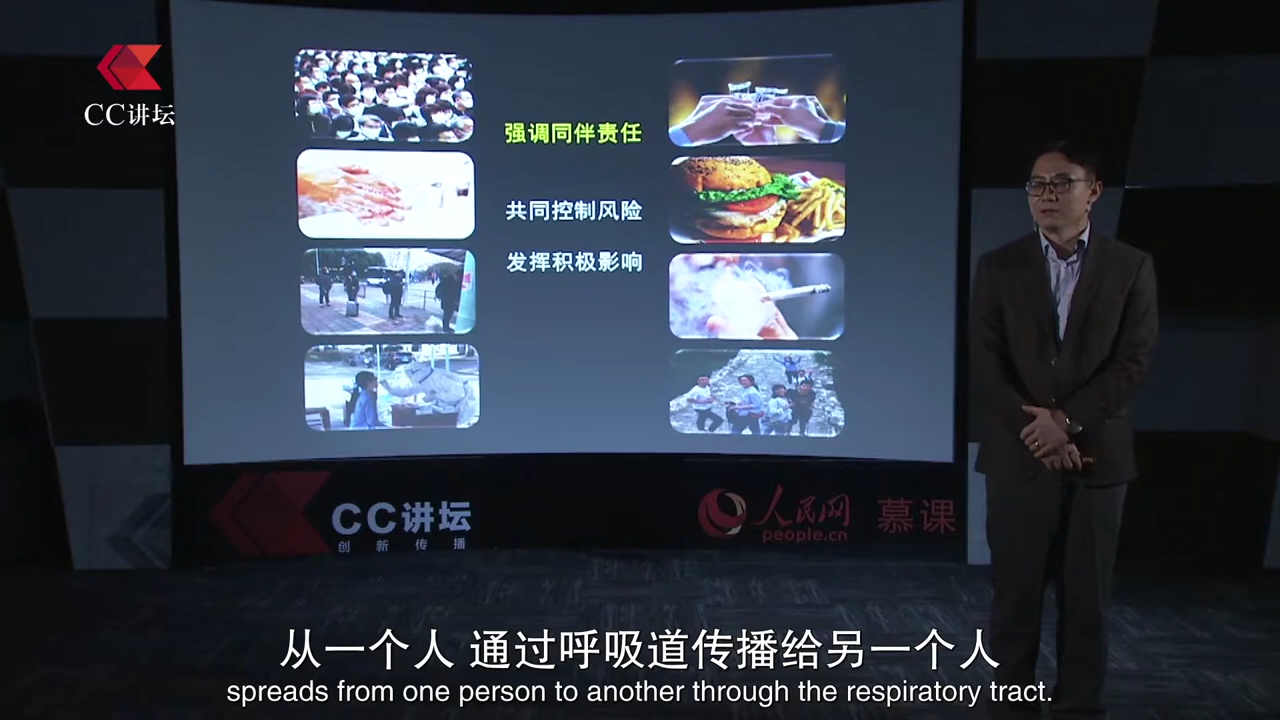 CC讲坛
强调同伴责任
共同控制风险
发挥积极影响
CC讲坛
创新传播
人民网
people.cn
慕课
从一个人 通过呼吸道传播给另一个人
spreads from one person to another through the respiratory tract.